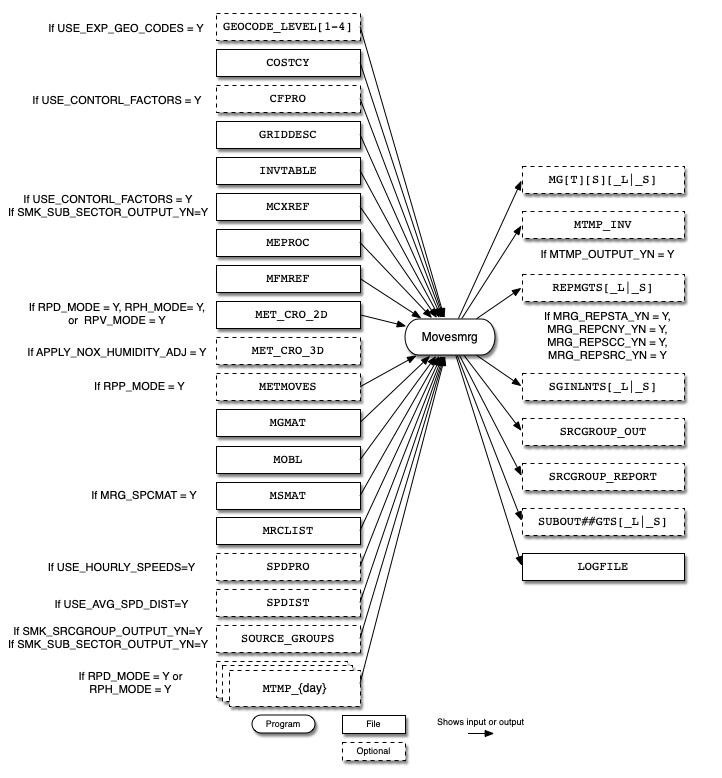 If USE_EXP_GEO_CODES = Y
GEOCODE_LEVEL[1-4]
COSTCY
If USE_CONTORL_FACTORS = Y
CFPRO
GRIDDESC
INVTABLE
If USE_CONTORL_FACTORS = Y
If SMK_SUB_SECTOR_OUTPUT_YN=Y
MCXREF
MEPROC
MFMREF
If RPD_MODE = Y, RPH_MODE= Y,
or RPV_MODE = Y
MET_CRO_2D
If APPLY_NOX_HUMIDITY_ADJ = Y
MET_CRO_3D
If RPP_MODE = Y
METMOVES
MGMAT
MOBL
If MRG_SPCMAT = Y
MSMAT
MRCLIST
If USE_HOURLY_SPEEDS=Y
SPDPRO
If USE_AVG_SPD_DIST=Y
SPDIST
If SMK_SRCGROUP_OUTPUT_YN=Y
If SMK_SUB_SECTOR_OUTPUT_YN=Y
SOURCE_GROUPS
If RPD_MODE = Y or
RPH_MODE = Y
MTMP_{day}
Movesmrg
MG[T][S][_L|_S]
MTMP_INV
If MTMP_OUTPUT_YN = Y
REPMGTS[_L|_S]
If MRG_REPSTA_YN = Y,
MRG_REPCNY_YN = Y,
MRG_REPSCC_YN = Y,
MRG_REPSRC_YN = Y
SGINLNTS[_L|_S]
SRCGROUP_OUT
SRCGROUP_REPORT
SUBOUT##GTS[_L|_S]
LOGFILE
Program
File
Shows input or output
Optional